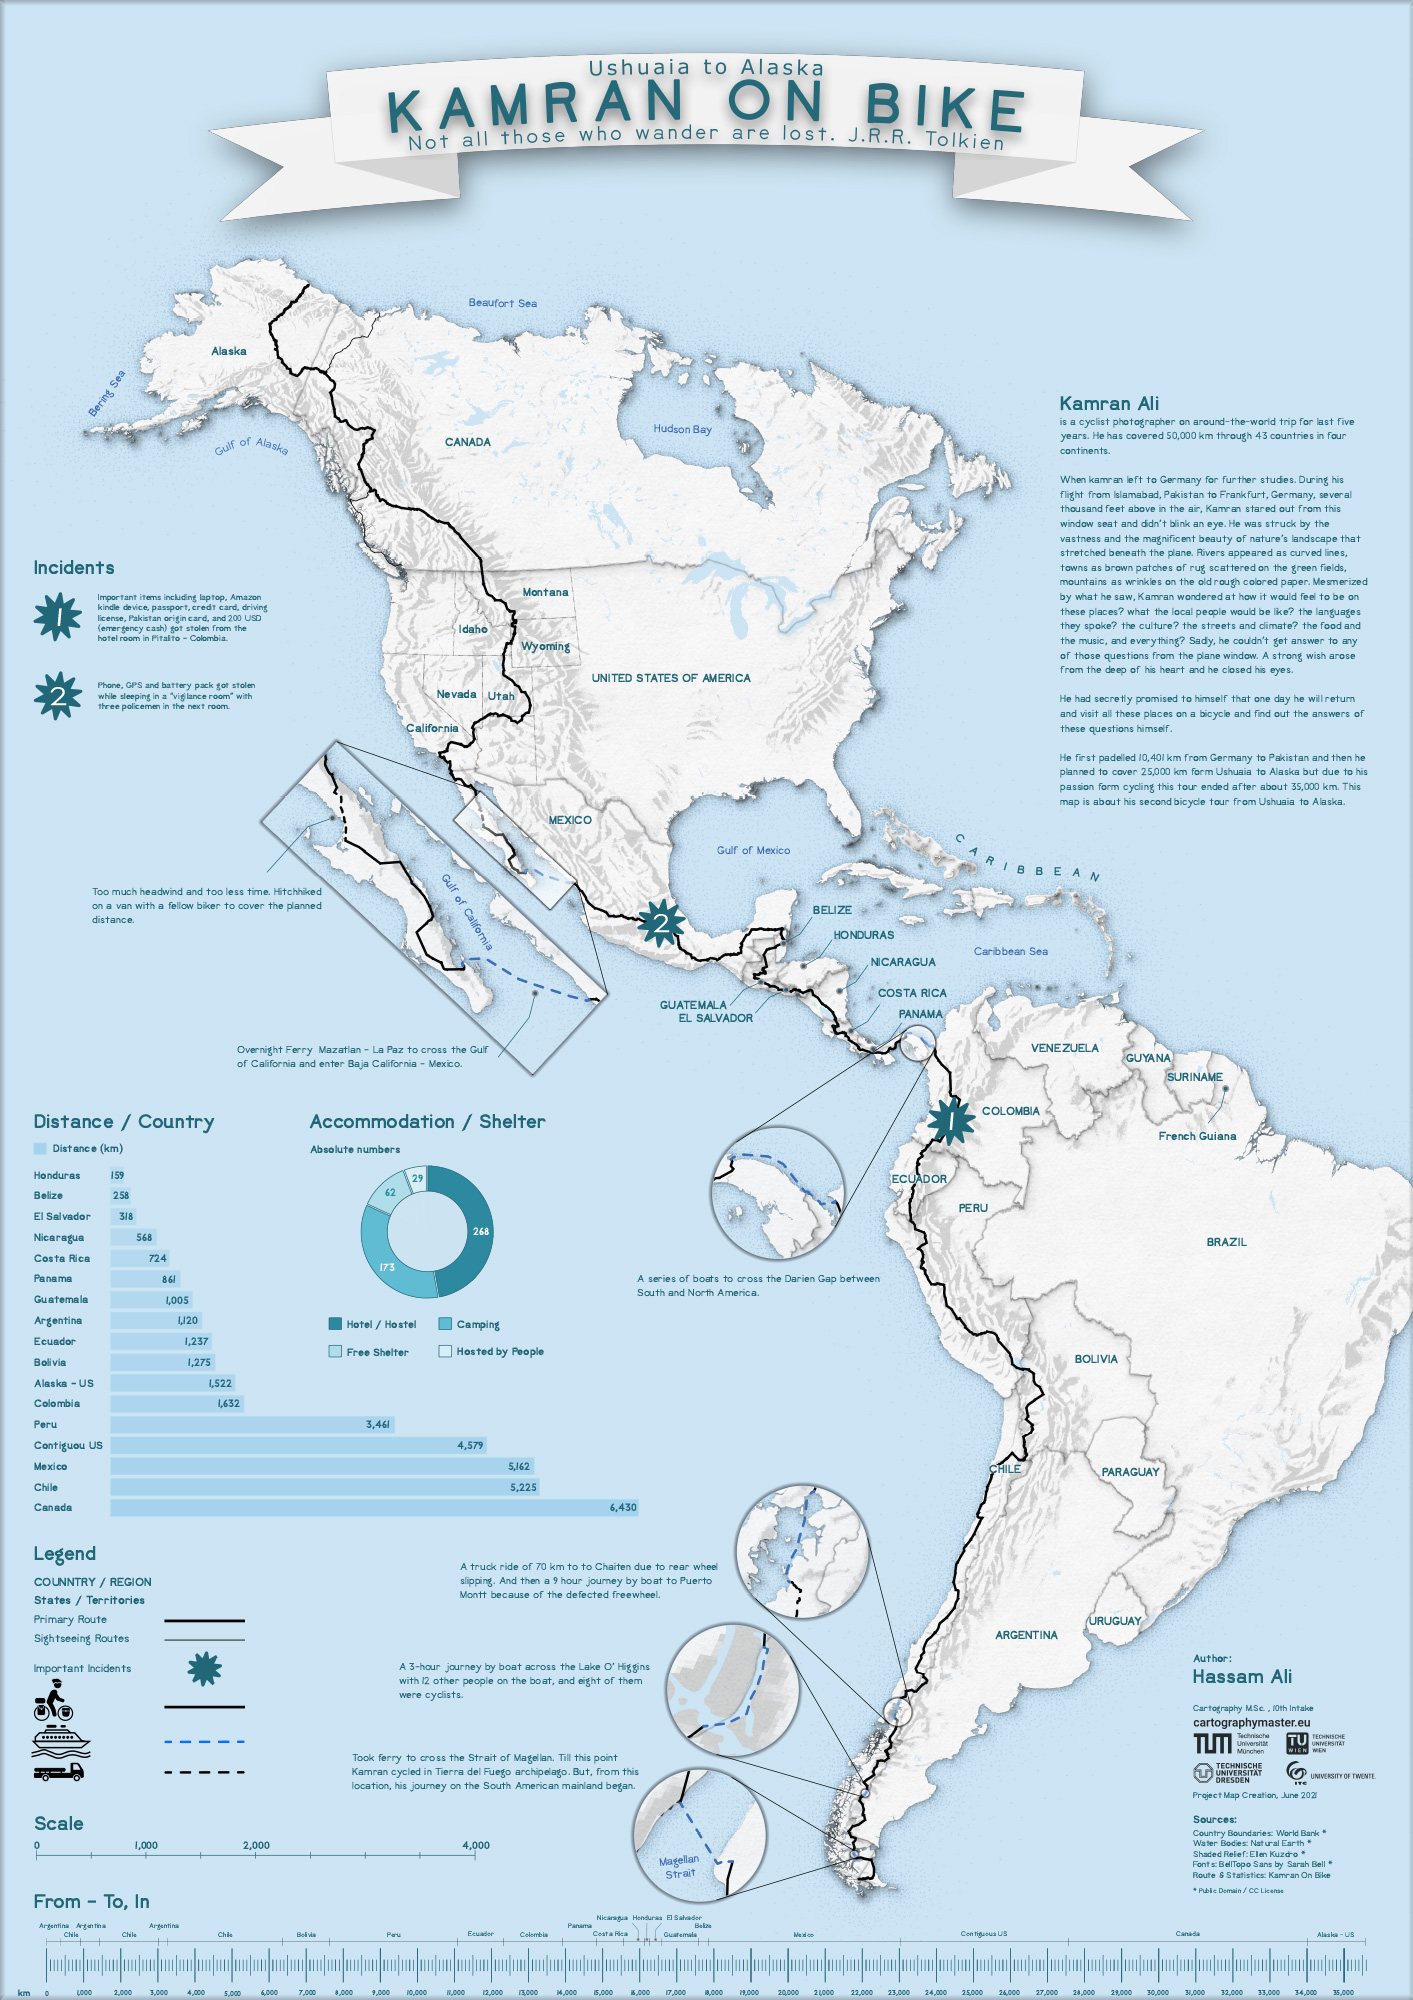 Ushuaia to Alaska
KAMRAN ON BIKE
Not all those who wander are lost. J.R.R. Tolkien
Beaufort Sea
Alaska
Bering Sea
Gulf of Alaska
CANADA
Hudson Bay
Kamran Ali
is a cyclist photographer on around-the-world trip for last five
years. He has covered 50,000 km through 43 countries in four
continents.
When kamran left to Germany for further studies. During his
flight from Islamabad, Pakistan to Frankfurt, Germany, several
thousand feet above in the air, Kamran stared out from this
window seat and didn't blink an eye. He was struck by the
vastness and the magnificent beauty of nature's landscape that
stretched beneath the plane. Rivers appeared as curved lines,
towns as brown patches of rug scattered on the green fields,
mountains as wrinkles on the old rough colored paper. Mesmerized
by what he saw, Kamran wondered at how it would feel to be on
these places? what the local people would be like? the languages
they spoke? the culture? the streets and climate? the food and
the music, and everything? Sadly, he couldn't get answer to any
of those questions from the plane window. A strong wish arose
from the deep of his heart and he closed his eyes.
He had secretly promised to himself that one day he will return
and visit all these places on a bicycle and find out the answers of
these questions himself.
He first padelled 10,401 km from Germany to Pakistan and then he
planned to cover 25,000 km form Ushuaia to Alaska but due to his
passion form cycling this tour ended after about 35,000 km. This
map is about his second bicycle tour from Ushuaia to Alaska.
Incidents
1
Important items including laptop, Amazon
kindle device, passport, credit card, driving
license, Pakistan origin card, and 200 USD
(emergency cash) got stolen from the
hotel room in Pitalito - Colombia.
2
Phone, GPS and battery pack got stolen
while sleeping in a "vigilance room" with
three policemen in the next room.
Montana
Idaho
Wyoming
UNITED STATES OF AMERICA
Nevada
Utah
California
MEXICO
Gulf of Mexico
CARIBBEAN
Gulf of California
Too much headwind and too less time. Hitchhiked
on a van with a fellow biker to cover the planned
distance.
2
BELIZE
HONDURAS
Caribbean Sea
NICARAGUA
COSTA RICA
GUATEMALA
PANAMA
EL SALVADOR
Overnight Ferry Mazatlan - La Paz to cross the Gulf
of California and enter Baja California - Mexico.
VENEZUELA
GUYANA
SURINAME
COLOMBIA
1
French Guiana
ECUADOR
PERU
BRAZIL
A series of boats to cross the Darien Gap between
South and North America.
BOLIVIA
CHILE
PARAGUAY
ARGENTINA
URUGUAY
Distance / Country
Distance (km)
Honduras 159
Belize 258
El Salvador 318
Nicaragua 568
Costa Rica 724
Panama 861
Guatemala 1,005
Argentina 1,120
Ecuador 1,237
Bolivia 1,275
Alaska - US 1,522
Colombia 1,632
Peru 3,461
Contiguou US 4,579
Mexico 5,162
Chile 5,225
Canada 6,430
Accommodation / Shelter
Absolute numbers
29
62
268
173
Hotel / Hostel
Camping
Free Shelter
Hosted by People
Legend
COUNNTRY / REGION
States / Territories
Primary Route
Sightseeing Routes
Important Incidents
A truck ride of 70 km to to Chaiten due to rear wheel
slipping. And then a 9 hour journey by boat to Puerto
Montt because of the defected freewheel.
A 3-hour journey by boat across the Lake O' Higgins
with 12 other people on the boat, and eight of them
were cyclists.
Took ferry to cross the Strait of Magellan. Till this point
Kamran cycled in Tierra del Fuego archipelago. But, from this
location, his journey on the South American mainland began.
Magellan
Strait
Scale
0 1,000 2,000 4,000
Author:
Hassam Ali
Cartography M.Sc. , 10th Intake
cartographymaster.eu
TUM
Technische
Universität
München
TU
WIEN
TECHNISCHE
UNIVERSITÄT
WIEN
TECHNISCHE
UNIVERSITÄT
DRESDEN
ITC
UNIVERSITY OF TWENTE.
Project Map Creation, June 2021
Sources:
Country Boundaries: World Bank *
Water Bodies: Natural Earth *
Shaded Relief: Ellen Kuzdro *
Fonts: BellTopo Sans by Sarah Bell *
Route & Statistics: Kamran On Bike
* Public Domain / CC License
From - To, In
Nicaragua Honduras El Salvador
Argentina Argentina Argentina Panama Belize
Chile Chile Chile Bolivia Peru Ecuador Colombia Costa Rica Guatemala Mexico Contiguous US Canada Alaska - US
km 0 1,000 2,000 3,000 4,000 5,000 6,000 7,000 8,000 9,000 10,000 11,000 12,000 13,000 14,000 15,000 16,000 17,000 18,000 19,000 20,000 21,000 22,000 23,000 24,000 25,000 26,000 27,000 28,000 29,000 30,000 31,000 32,000 33,000 34,000 35,000